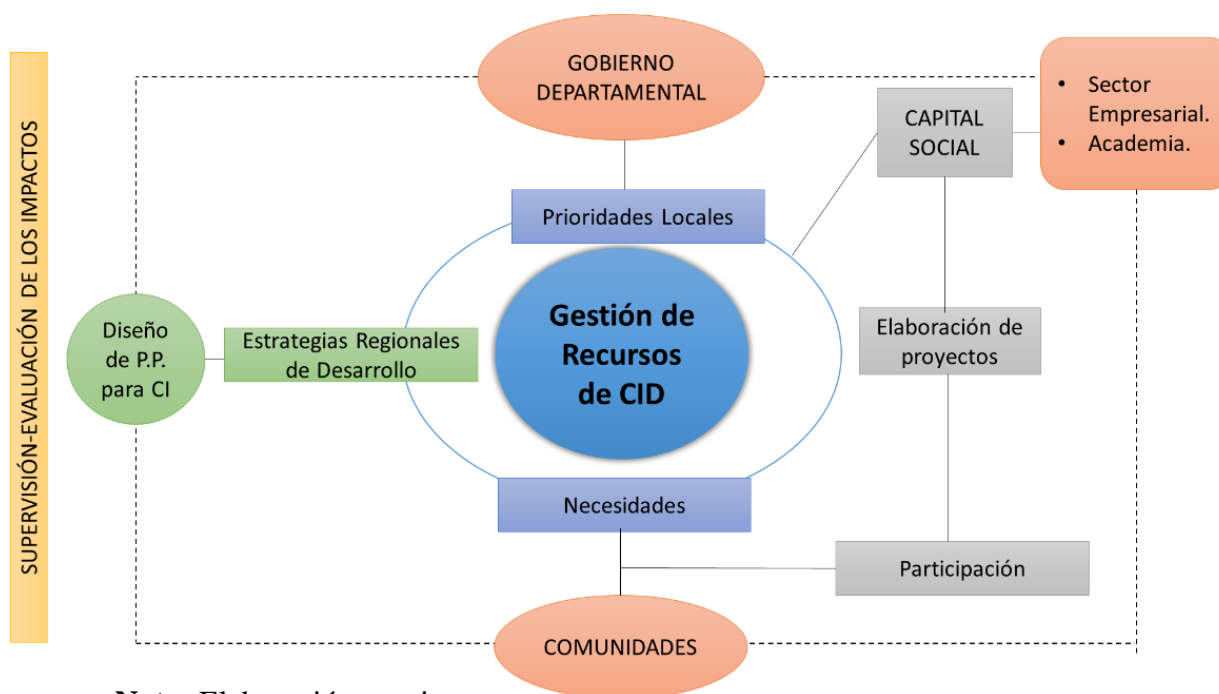 SUPERVISIÓN-EVALUACIÓN DE LOS IMPACTOS
GOBIERNO
DEPARTAMENTAL
• Sector
Empresarial.
• Academia.
CAPITAL
SOCIAL
Prioridades Locales
Gestión de
Recursos
de CID
Diseño
de P.P.
para CI
Estrategias Regionales
de Desarrollo
Elaboración de
proyectos
Necesidades
Participación
COMUNIDADES